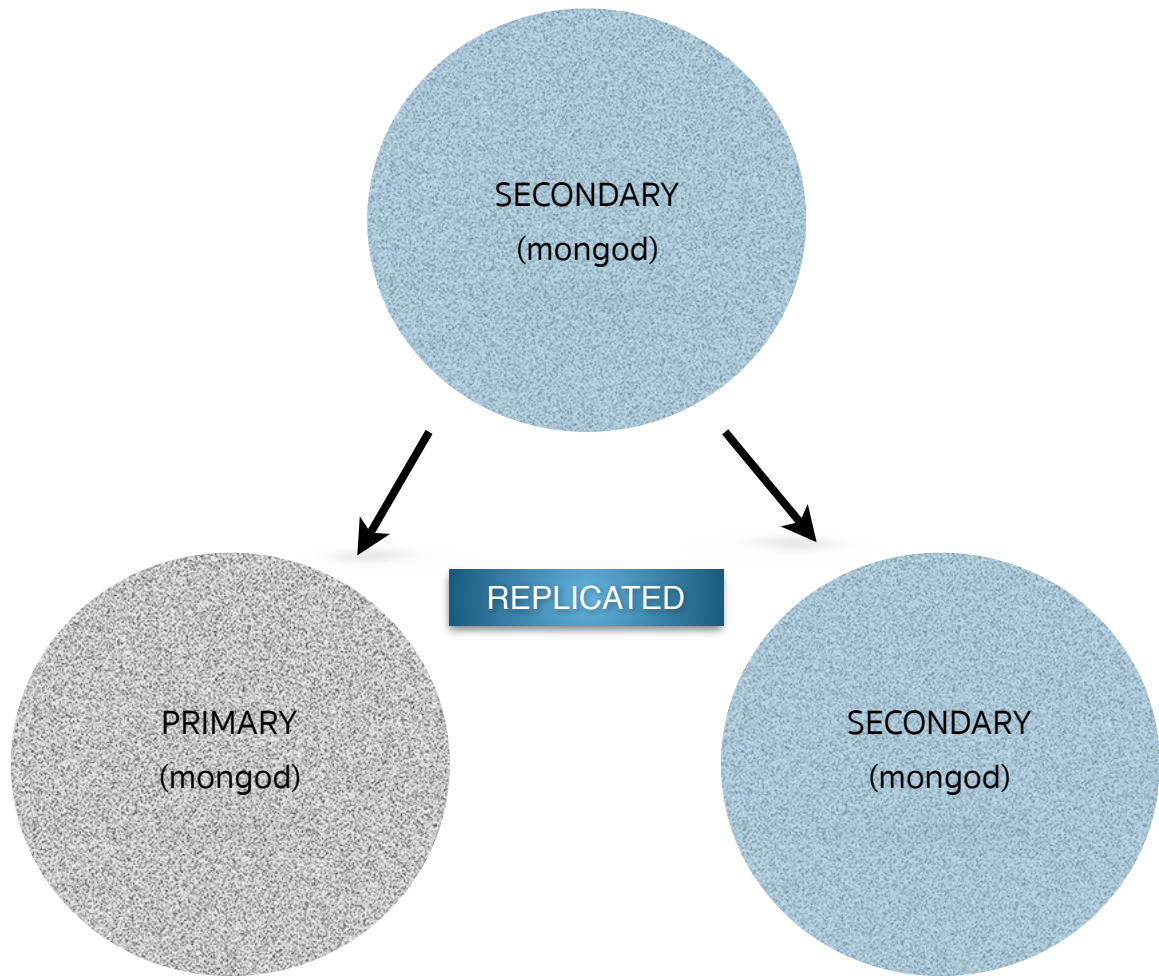 SECONDARY
(mongod)
REPLICATED
PRIMARY
(mongod)
SECONDARY
(mongod)